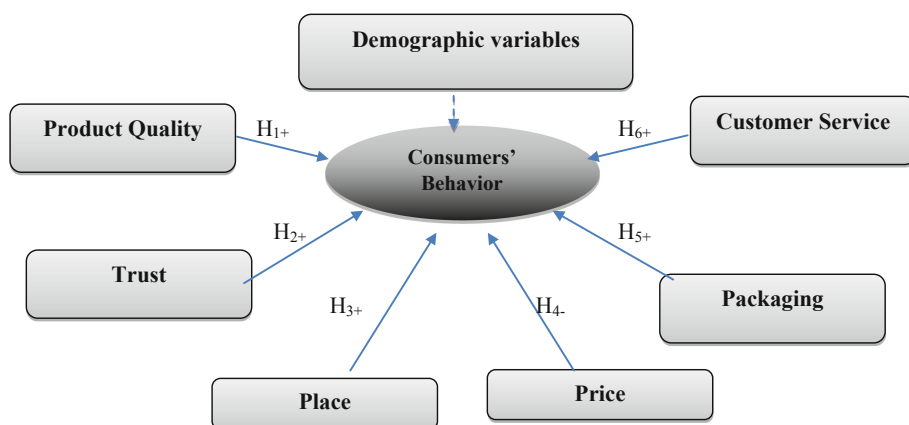 Demographic variables
Product Quality
H1+
H6+
Customer Service
Consumers’
Behavior
H2+
H5+
Trust
Packaging
H3+
H4-
Place
Price